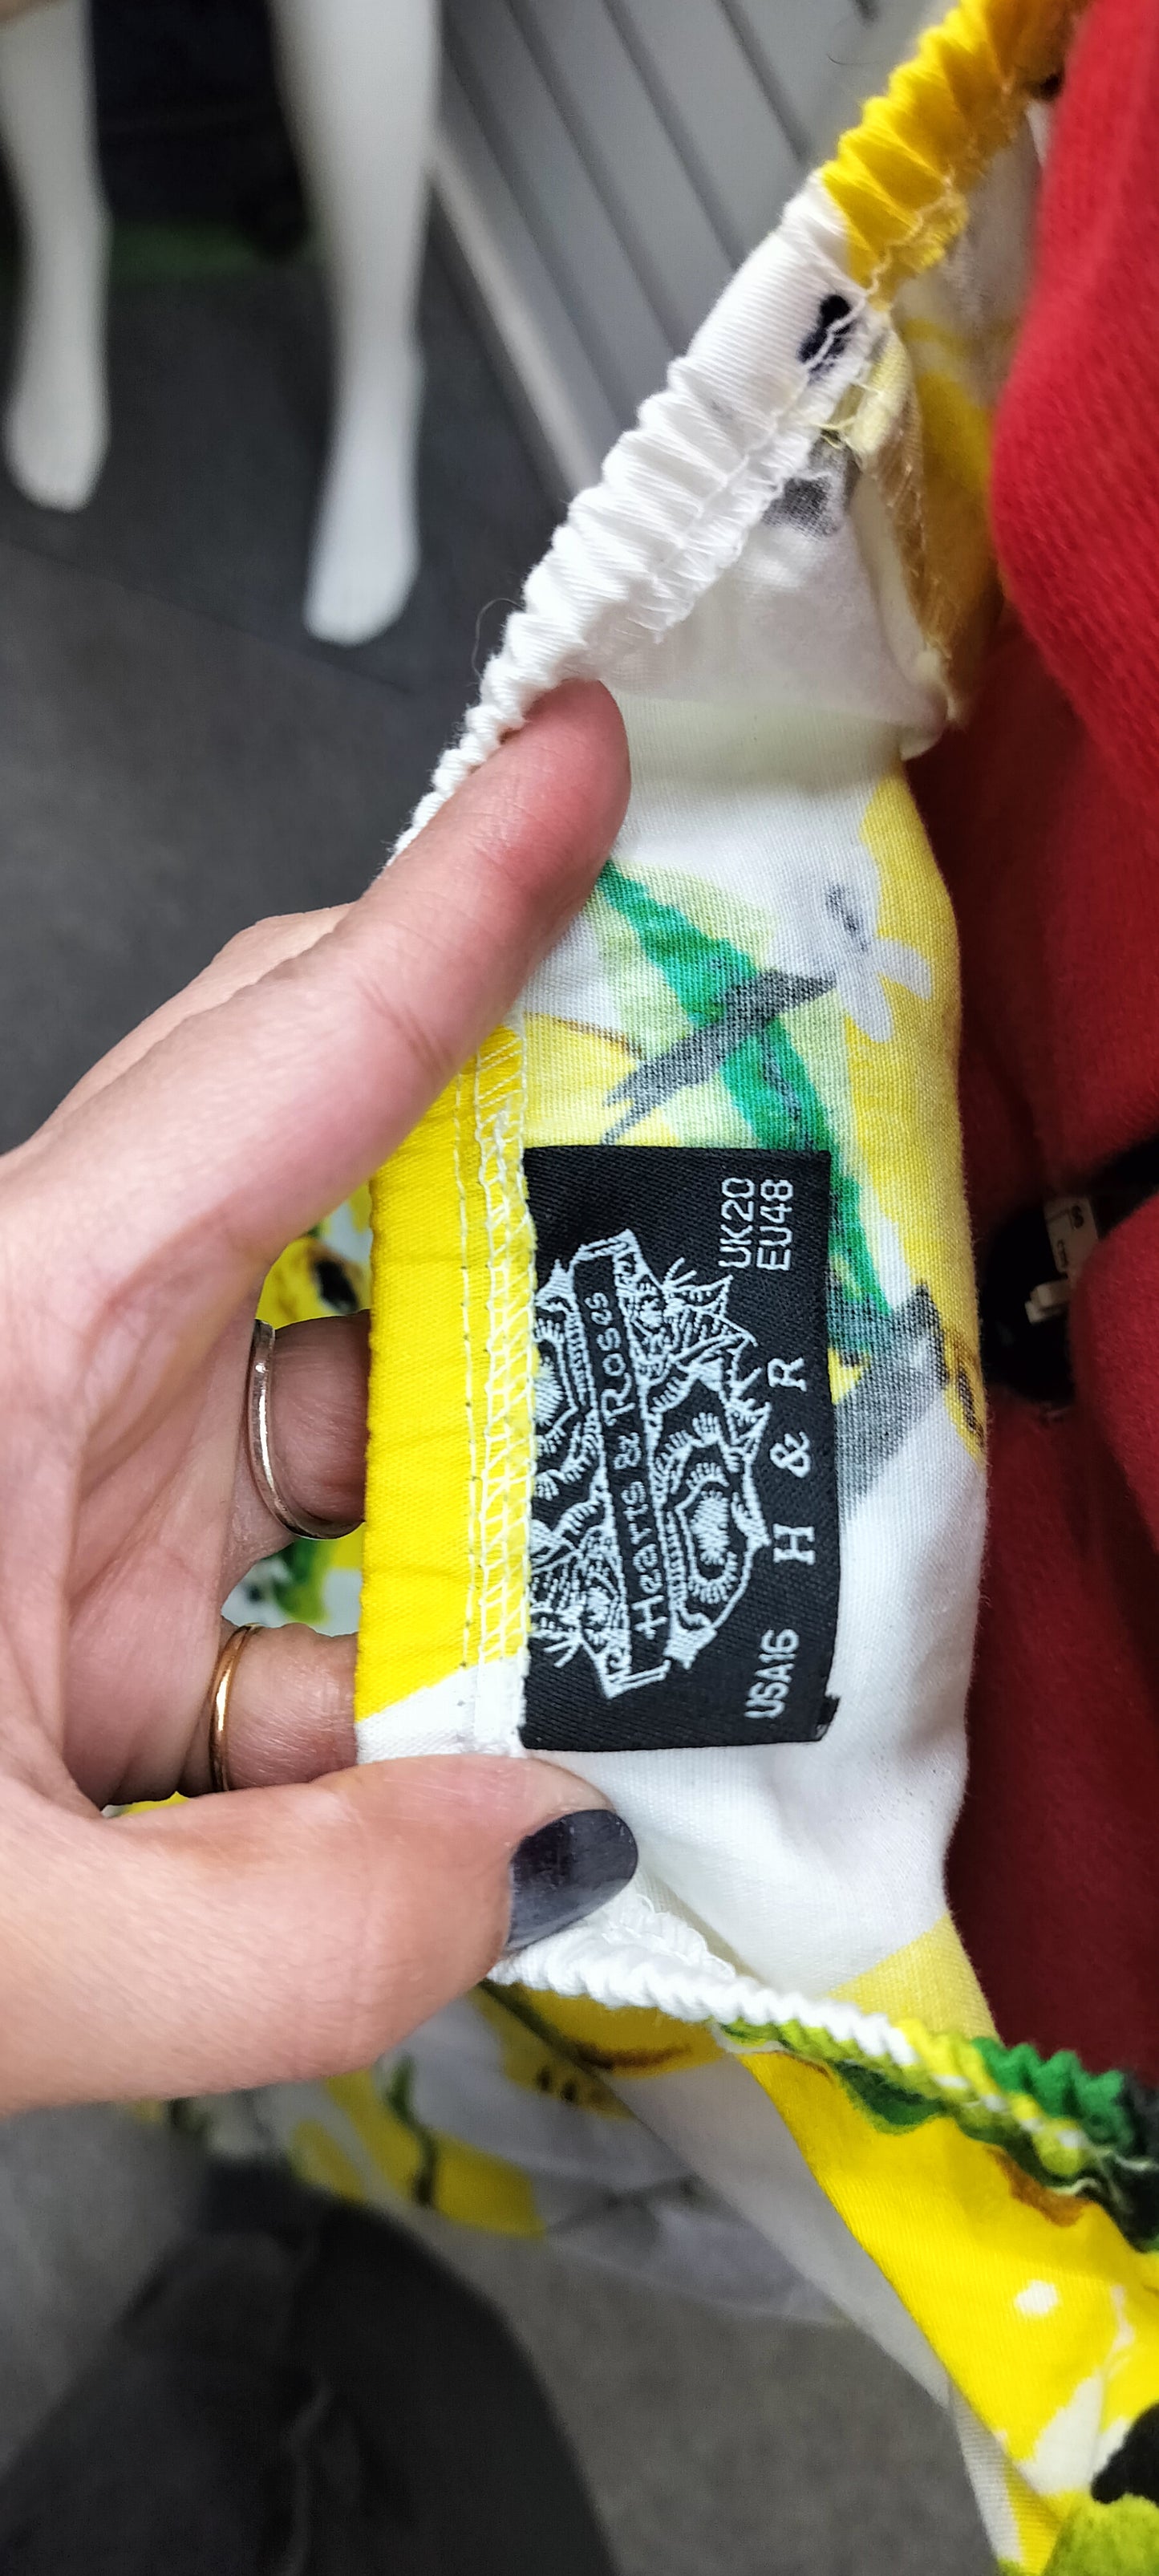 Hearts & Roses
H & R
USA16
UK20
EU48